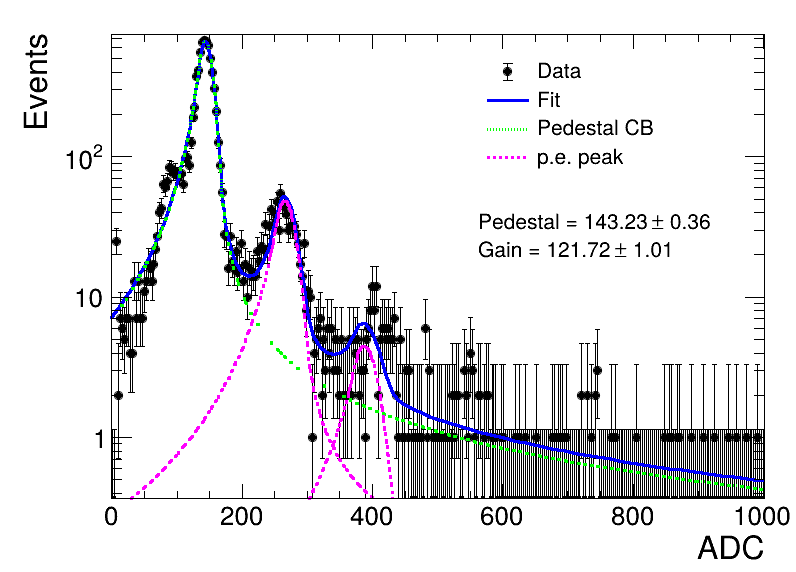 Events
Data
Fit
Pedestal CB
p.e. peak
Pedestal = 143.23 ± 0.36
Gain = 121.72 ± 1.01
10²
10
1
0 200 400 600 800 1000
ADC